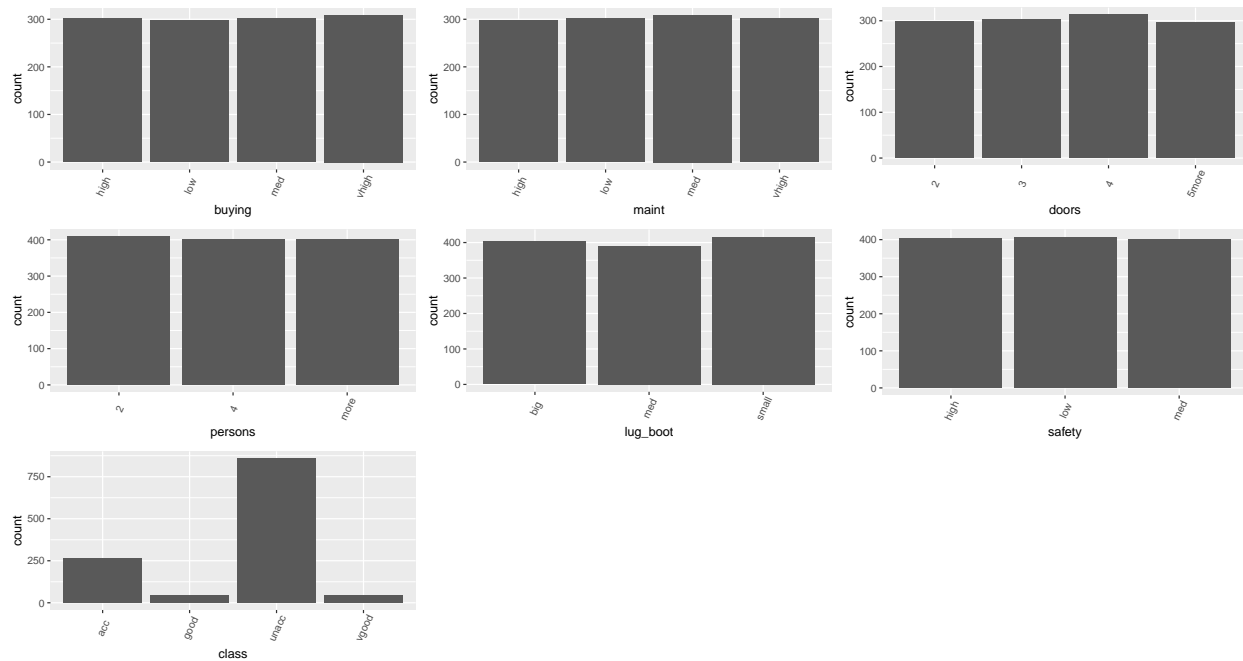 count
300
200
100
0
high
low
med
vhigh
buying
count
300
200
100
0
high
low
med
vhigh
maint
count
300
200
100
0
2
3
4
5more
doors
count
400
300
200
100
0
2
4
more
persons
count
400
300
200
100
0
big
med
small
lug_boot
count
400
300
200
100
0
high
low
med
safety
count
750
500
250
0
acc
good
unacc
vgood
class